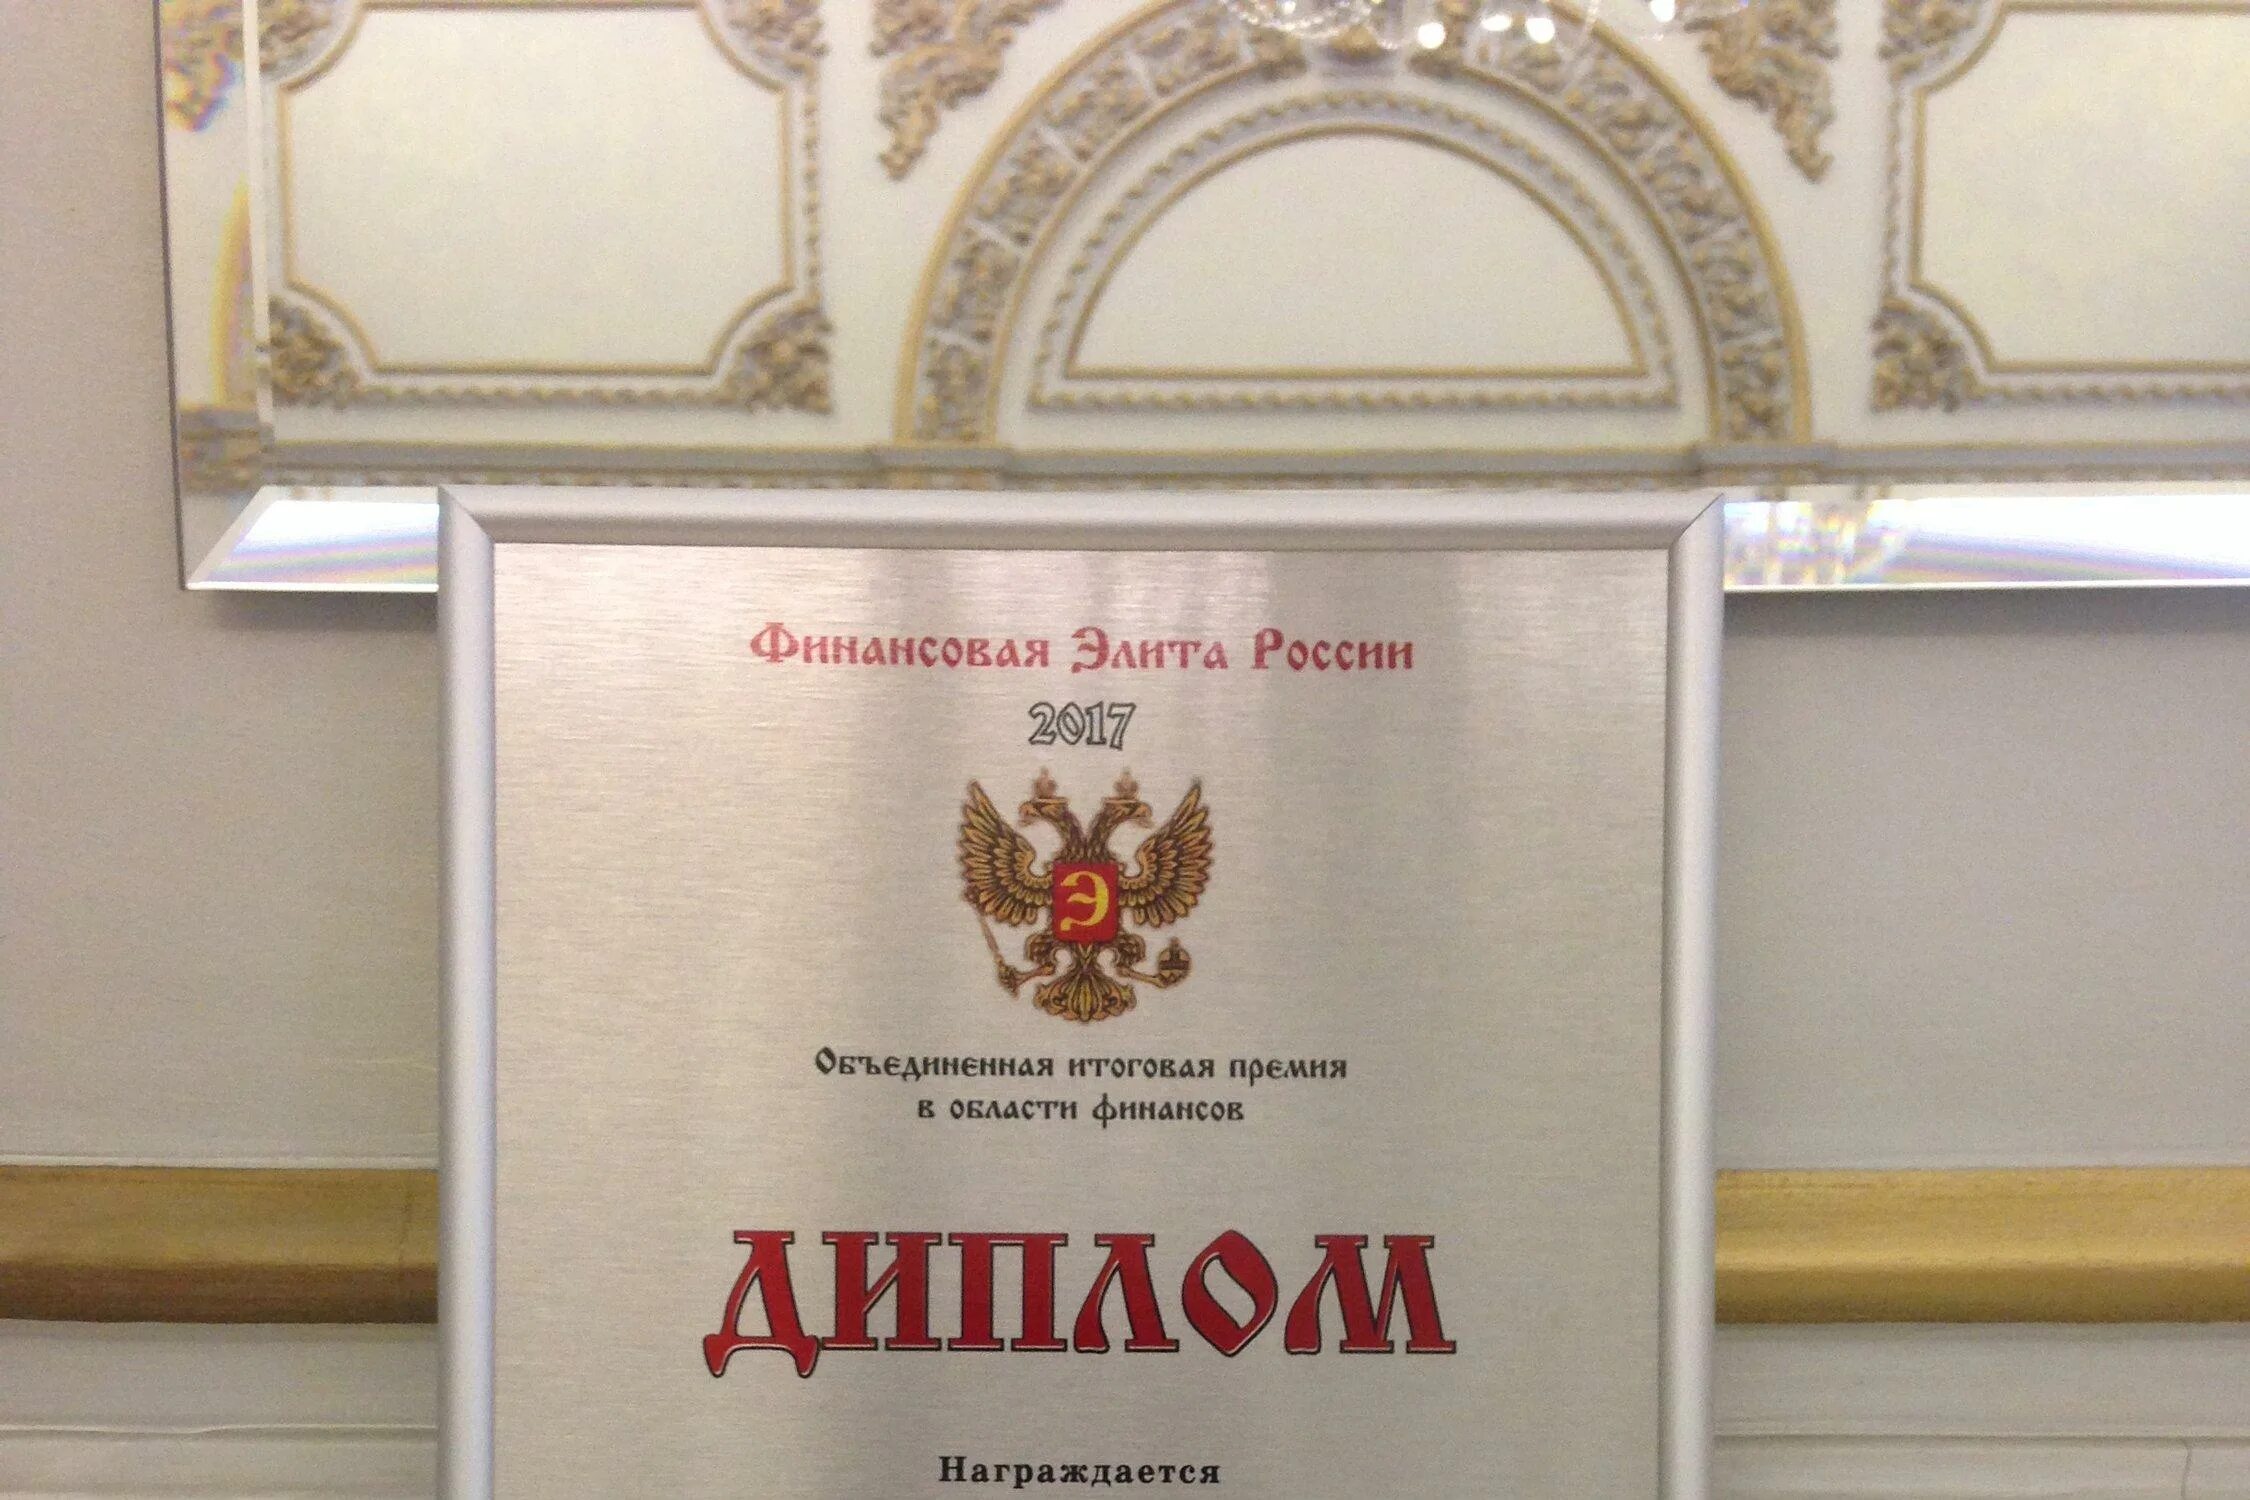 Финансовая Элита России
2017
Э
Объединенная итоговая премия
в области финансов
ДИПЛОМ
Награждается